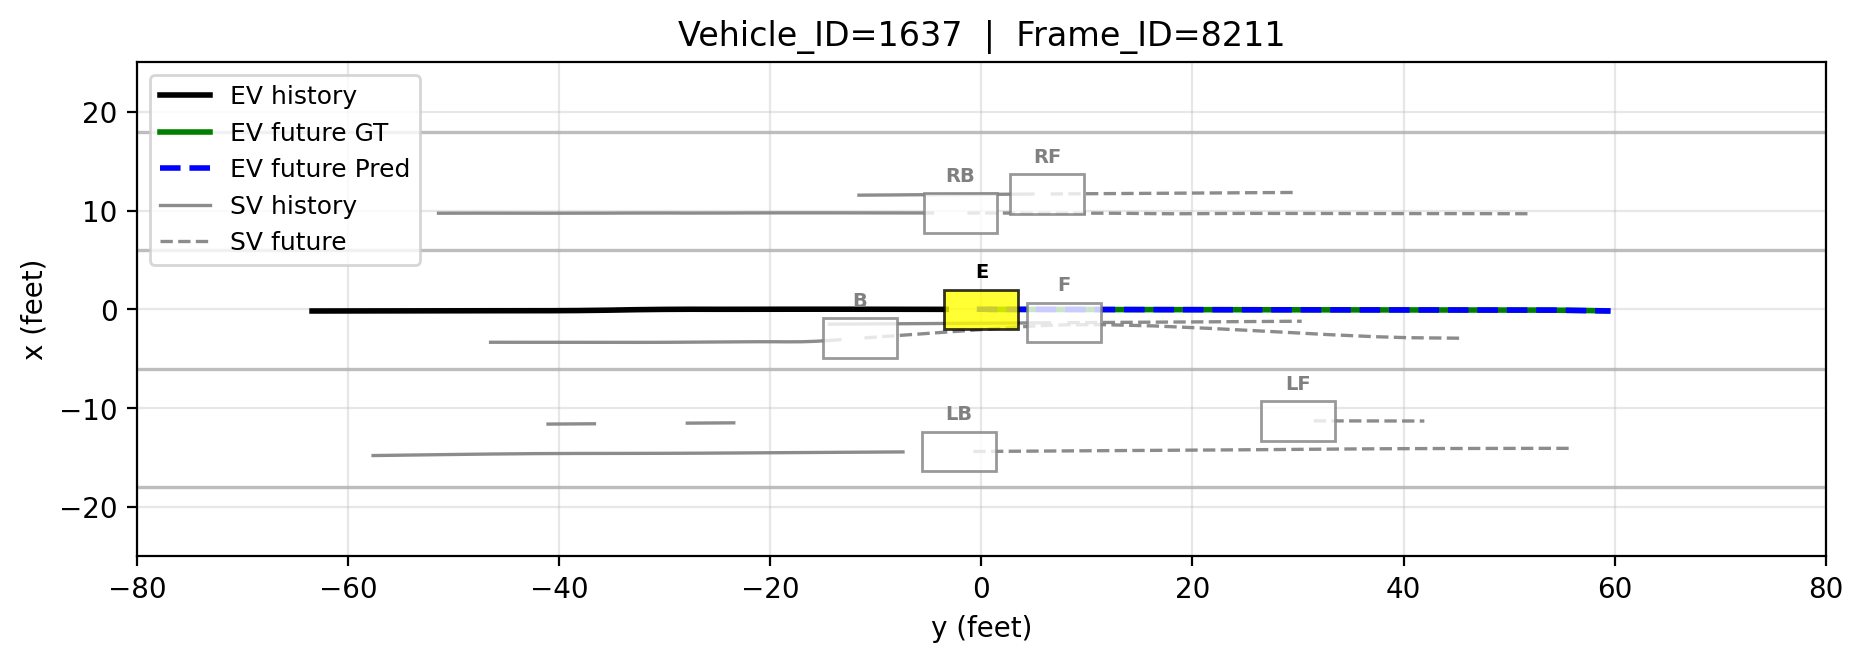 Vehicle_ID=1637 | Frame_ID=8211
EV history
EV future GT
EV future Pred
SV history
SV future
RF
RB
E
F
B
LF
LB
20
10
0
−10
−20
x (feet)
−80 −60 −40 −20 0 20 40 60 80
y (feet)